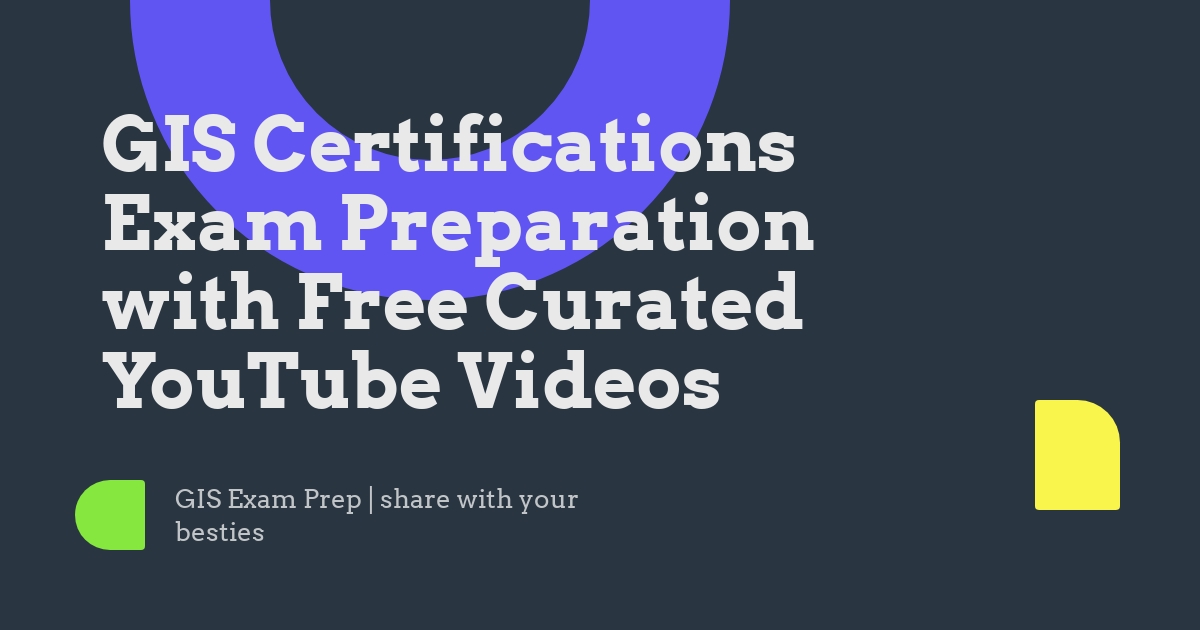 GIS Certifications
Exam Preparation
with Free Curated
YouTube Videos
GIS Exam Prep | share with your
besties